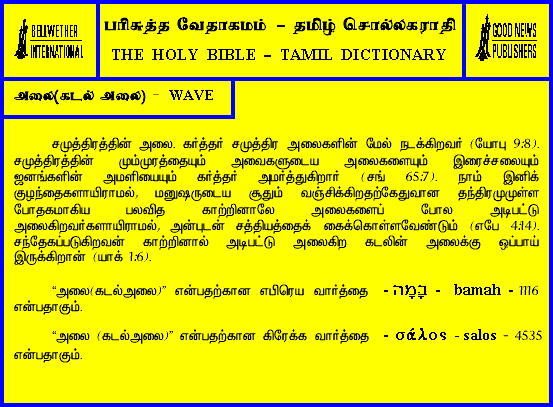 BELLWETHER
INTERNATIONAL
பரிசுத்த வேதாகமம் - தமிழ் சொல்லகராதி
THE HOLY BIBLE – TAMIL DICTIONARY
GOOD NEWS
PUBLISHERS
அலை(கடல் அலை) - WAVE
சமுத்திரத்தின் அலை. கர்த்தர் சமுத்திர அலைகளின் மேல் நடக்கிறவர் (யோபு 9:8).
சமுத்திரத்தின் மும்முரத்தையும் அவைகளுடைய அலைகளையும் இரைச்சலையும்
ஜனங்களின் அமளியையும் கர்த்தர் அமர்த்துகிறார் (சங் 65:7). நாம் இனிக்
குழந்தைகளாயிராமல், மனுஷருடைய சூதும் வஞ்சிக்கிறதற்கேதுவான தந்திரமுமுள்ள
போதகமாகிய பலவித காற்றினாலே அலைகளைப் போல அடிபட்டு
அலைகிறவர்களாயிராமல், அன்புடன் சத்தியத்தைக் கைக்கொள்ளவேண்டும் (எபே 4:14).
சந்தேகப்படுகிறவன் காற்றினால் அடிபட்டு அலைகிற கடலின் அலைக்கு ஒப்பாய்
இருக்கிறான் (யாக் 1:6).
“அலை(கடல்அலை)” என்பதற்கான எபிரெய வார்த்தை - בָּמָה - bamah - 1116
என்பதாகும்.
“அலை (கடல்அலை)” என்பதற்கான கிரேக்க வார்த்தை - σάλος - salos - 4535
என்பதாகும்.